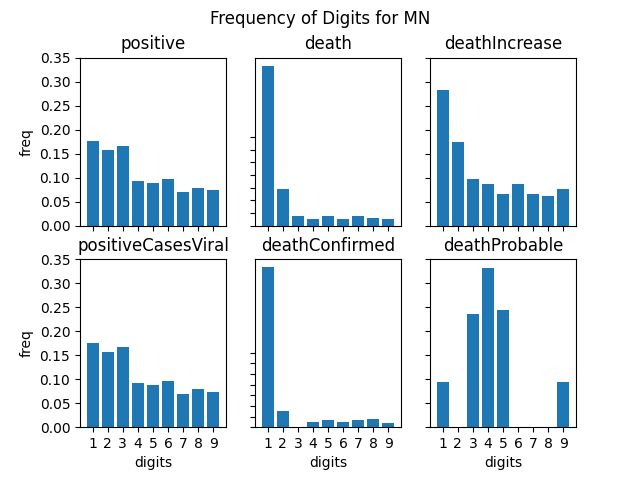 Frequency of Digits for MN
positive death deathIncrease
0.35
0.30
0.25
0.20
0.15
0.10
0.05
0.00
freq
positiveCasesViral deathConfirmed deathProbable
0.35
0.30
0.25
0.20
0.15
0.10
0.05
0.00
freq
1 2 3 4 5 6 7 8 9 1 2 3 4 5 6 7 8 9 1 2 3 4 5 6 7 8 9
digits digits digits